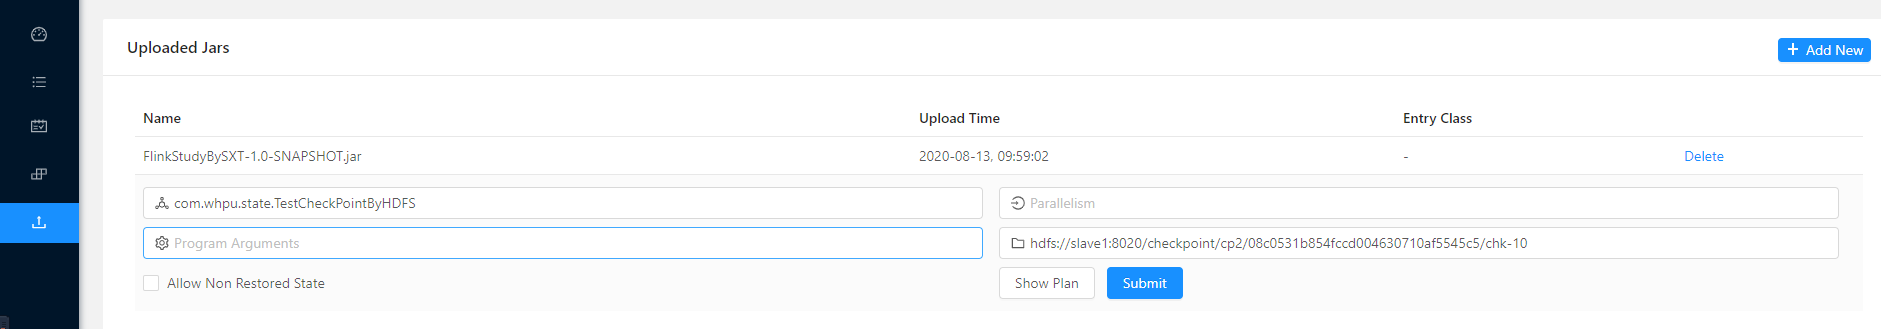 Uploaded Jars
Add New
Name Upload Time Entry Class
FlinkStudyBySXT-1.0-SNAPSHOT.jar 2020-08-13, 09:59:02 - Delete
com.whpu.state.TestCheckPointByHDFS Parallelism
Program Arguments hdfs://slave1:8020/checkpoint/cp2/08c0531b854fccd004630710af5545c5/chk-10
Allow Non Restored State Show Plan Submit